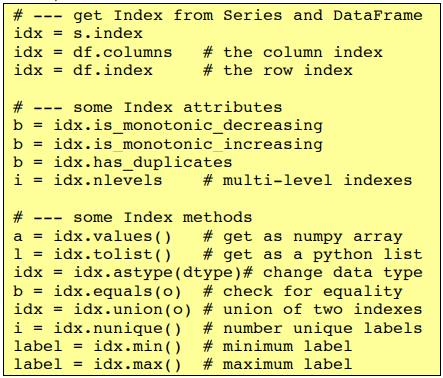 # --- get Index from Series and DataFrame
idx = s.index
idx = df.columns   # the column index
idx = df.index     # the row index

# --- some Index attributes
b = idx.is_monotonic_decreasing
b = idx.is_monotonic_increasing
b = idx.has_duplicates
i = idx.nlevels    # multi-level indexes

# --- some Index methods
a = idx.values()   # get as numpy array
l = idx.tolist()   # get as a python list
idx = idx.astype(dtype)# change data type
b = idx.equals(o)  # check for equality
idx = idx.union(o) # union of two indexes
i = idx.nunique()  # number unique labels
label = idx.min()  # minimum label
label = idx.max()  # maximum label